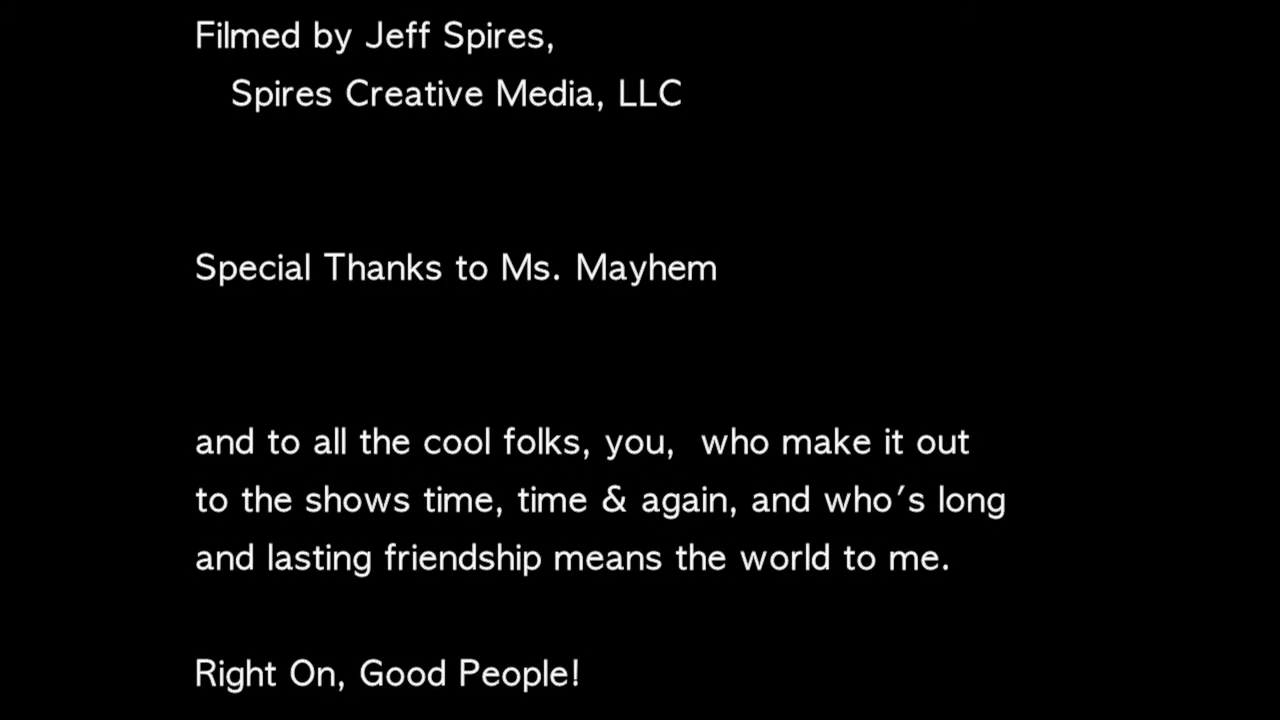 Filmed by Jeff Spires,
Spires Creative Media, LLC
Special Thanks to Ms. Mayhem
and to all the cool folks, you,  who make it out
to the shows time, time & again, and who's long
and lasting friendship means the world to me.
Right On, Good People!